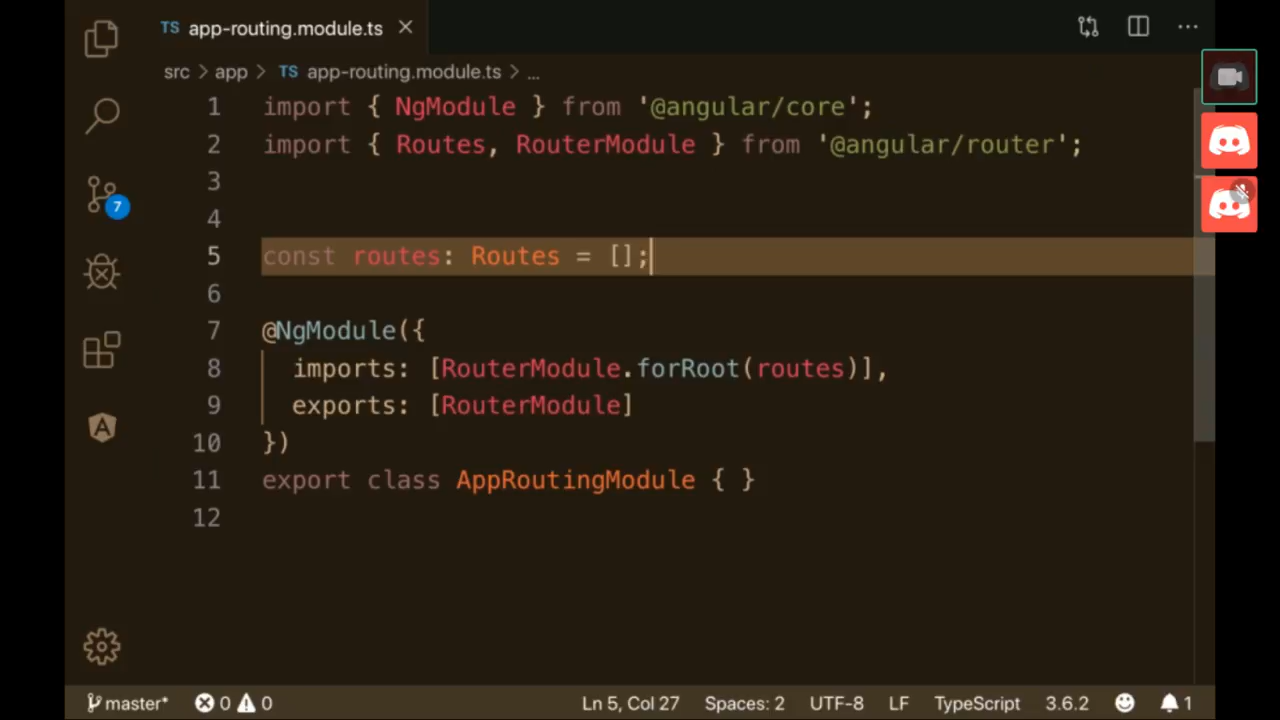 TS app-routing.module.ts ×
src > app > TS app-routing.module.ts > ...
1 import { NgModule } from '@angular/core';
2 import { Routes, RouterModule } from '@angular/router';
3
4
5 const routes: Routes = [];
6
7 @NgModule({
8   imports: [RouterModule.forRoot(routes)],
9   exports: [RouterModule]
10 })
11 export class AppRoutingModule { }
12
7
A
master* 0 0 Ln 5, Col 27 Spaces: 2 UTF-8 LF TypeScript 3.6.2 1